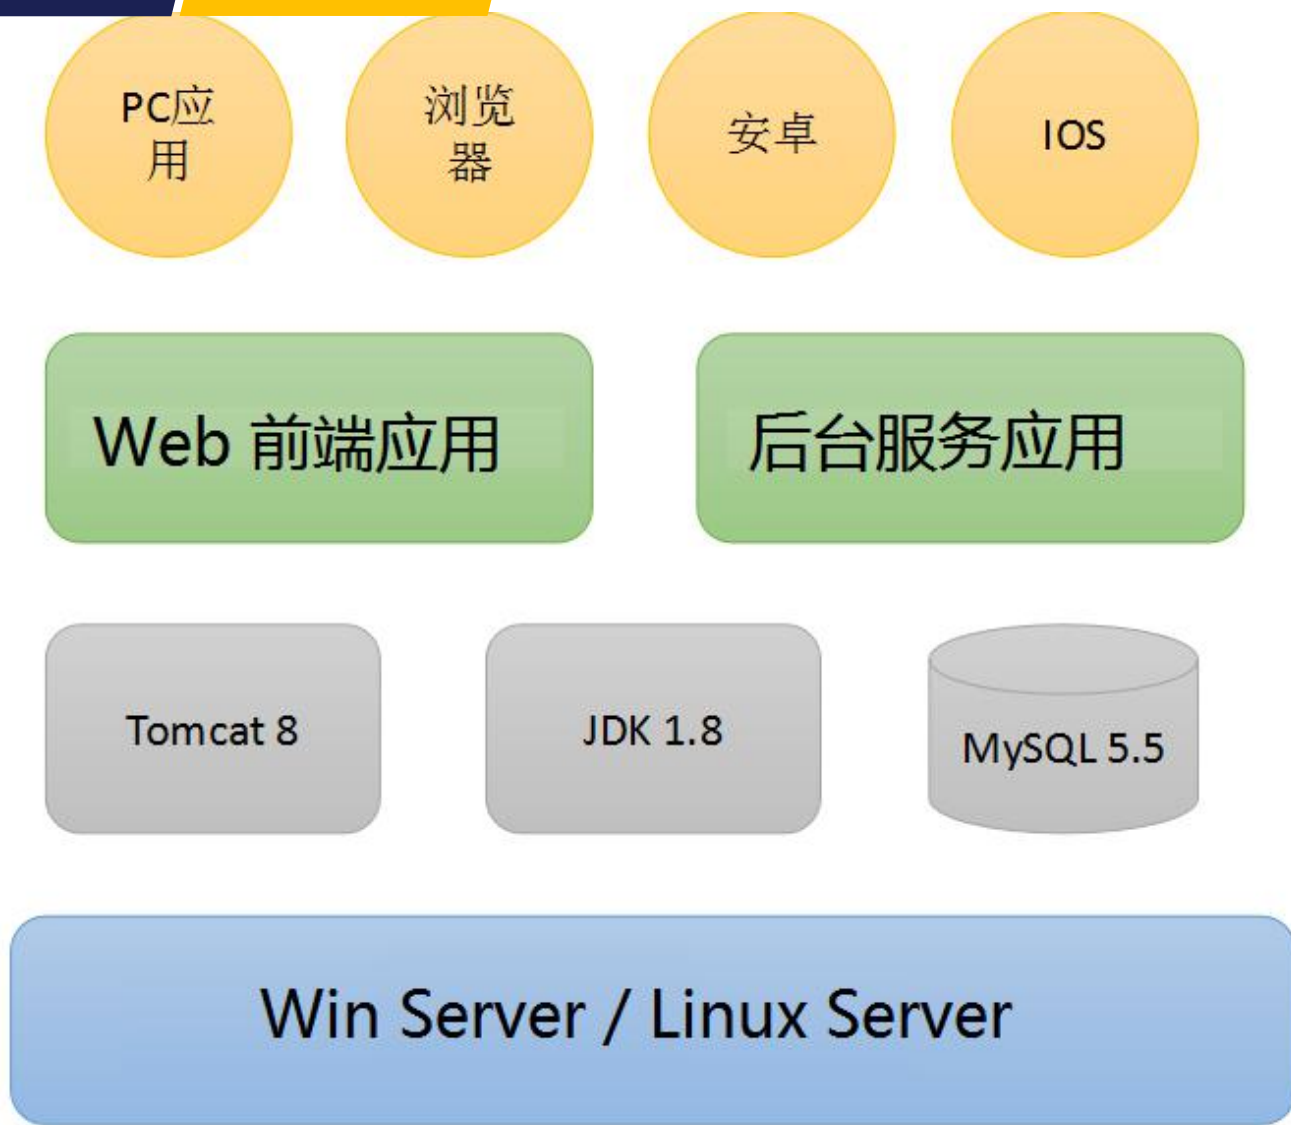 PC应
用
浏览
器
安卓
IOS
Web 前端应用
后台服务应用
Tomcat 8
JDK 1.8
MySQL 5.5
Win Server / Linux Server